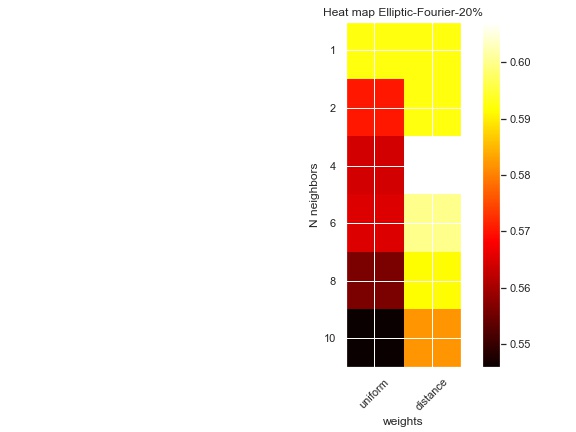 Heat map Elliptic-Fourier-20%
N neighbors
1
2
4
6
8
10
uniform
distance
weights
0.60
0.59
0.58
0.57
0.56
0.55